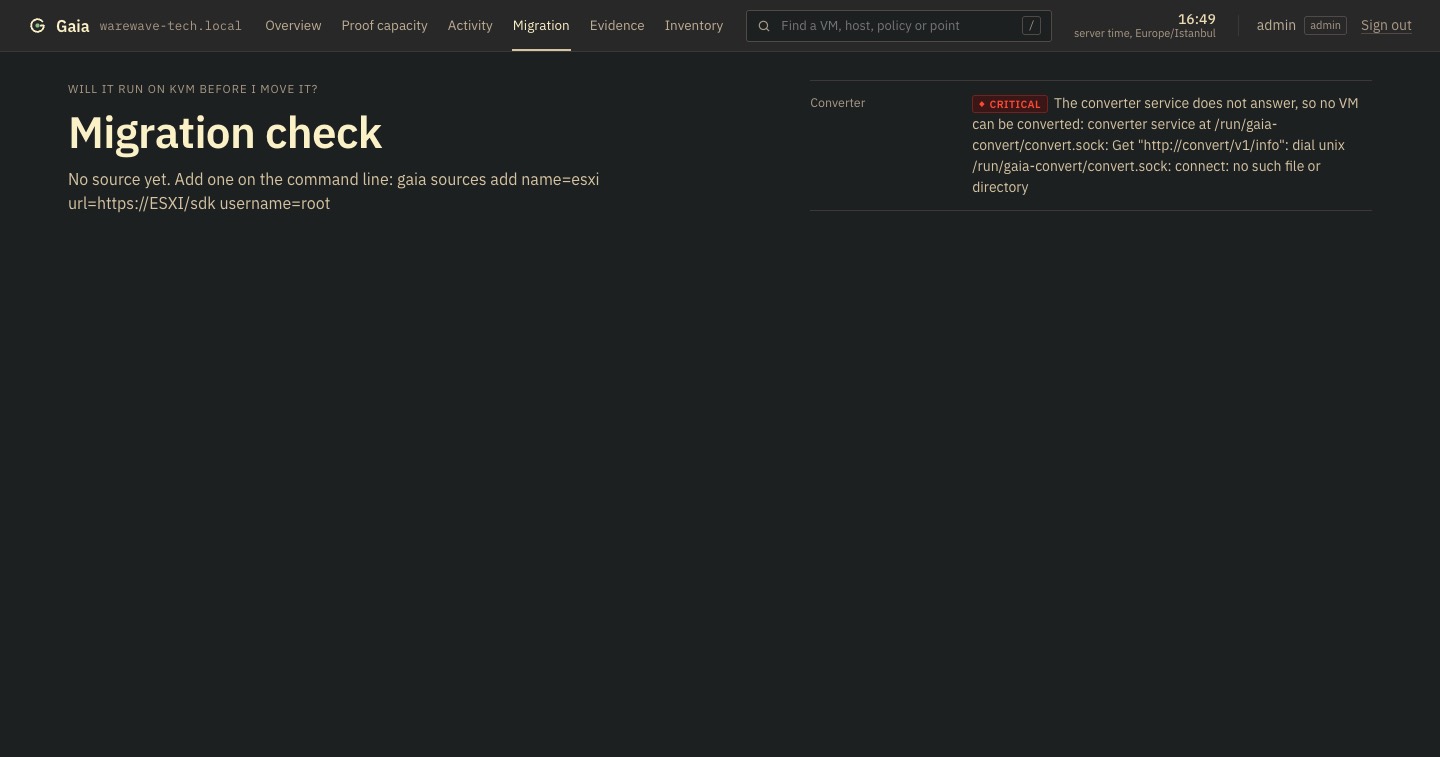 Gaia warewave-tech.local Overview Proof capacity Activity Migration Evidence Inventory Find a VM, host, policy or point / 16:49 admin admin Sign out
server time, Europe/Istanbul
WILL IT RUN ON KVM BEFORE I MOVE IT?
Migration check
No source yet. Add one on the command line: gaia sources add name=esxi
url=https://ESXI/sdk username=root
Converter
CRITICAL The converter service does not answer, so no VM
can be converted: converter service at /run/gaia-
convert/convert.sock: Get "http://convert/v1/info": dial unix
/run/gaia-convert/convert.sock: connect: no such file or
directory